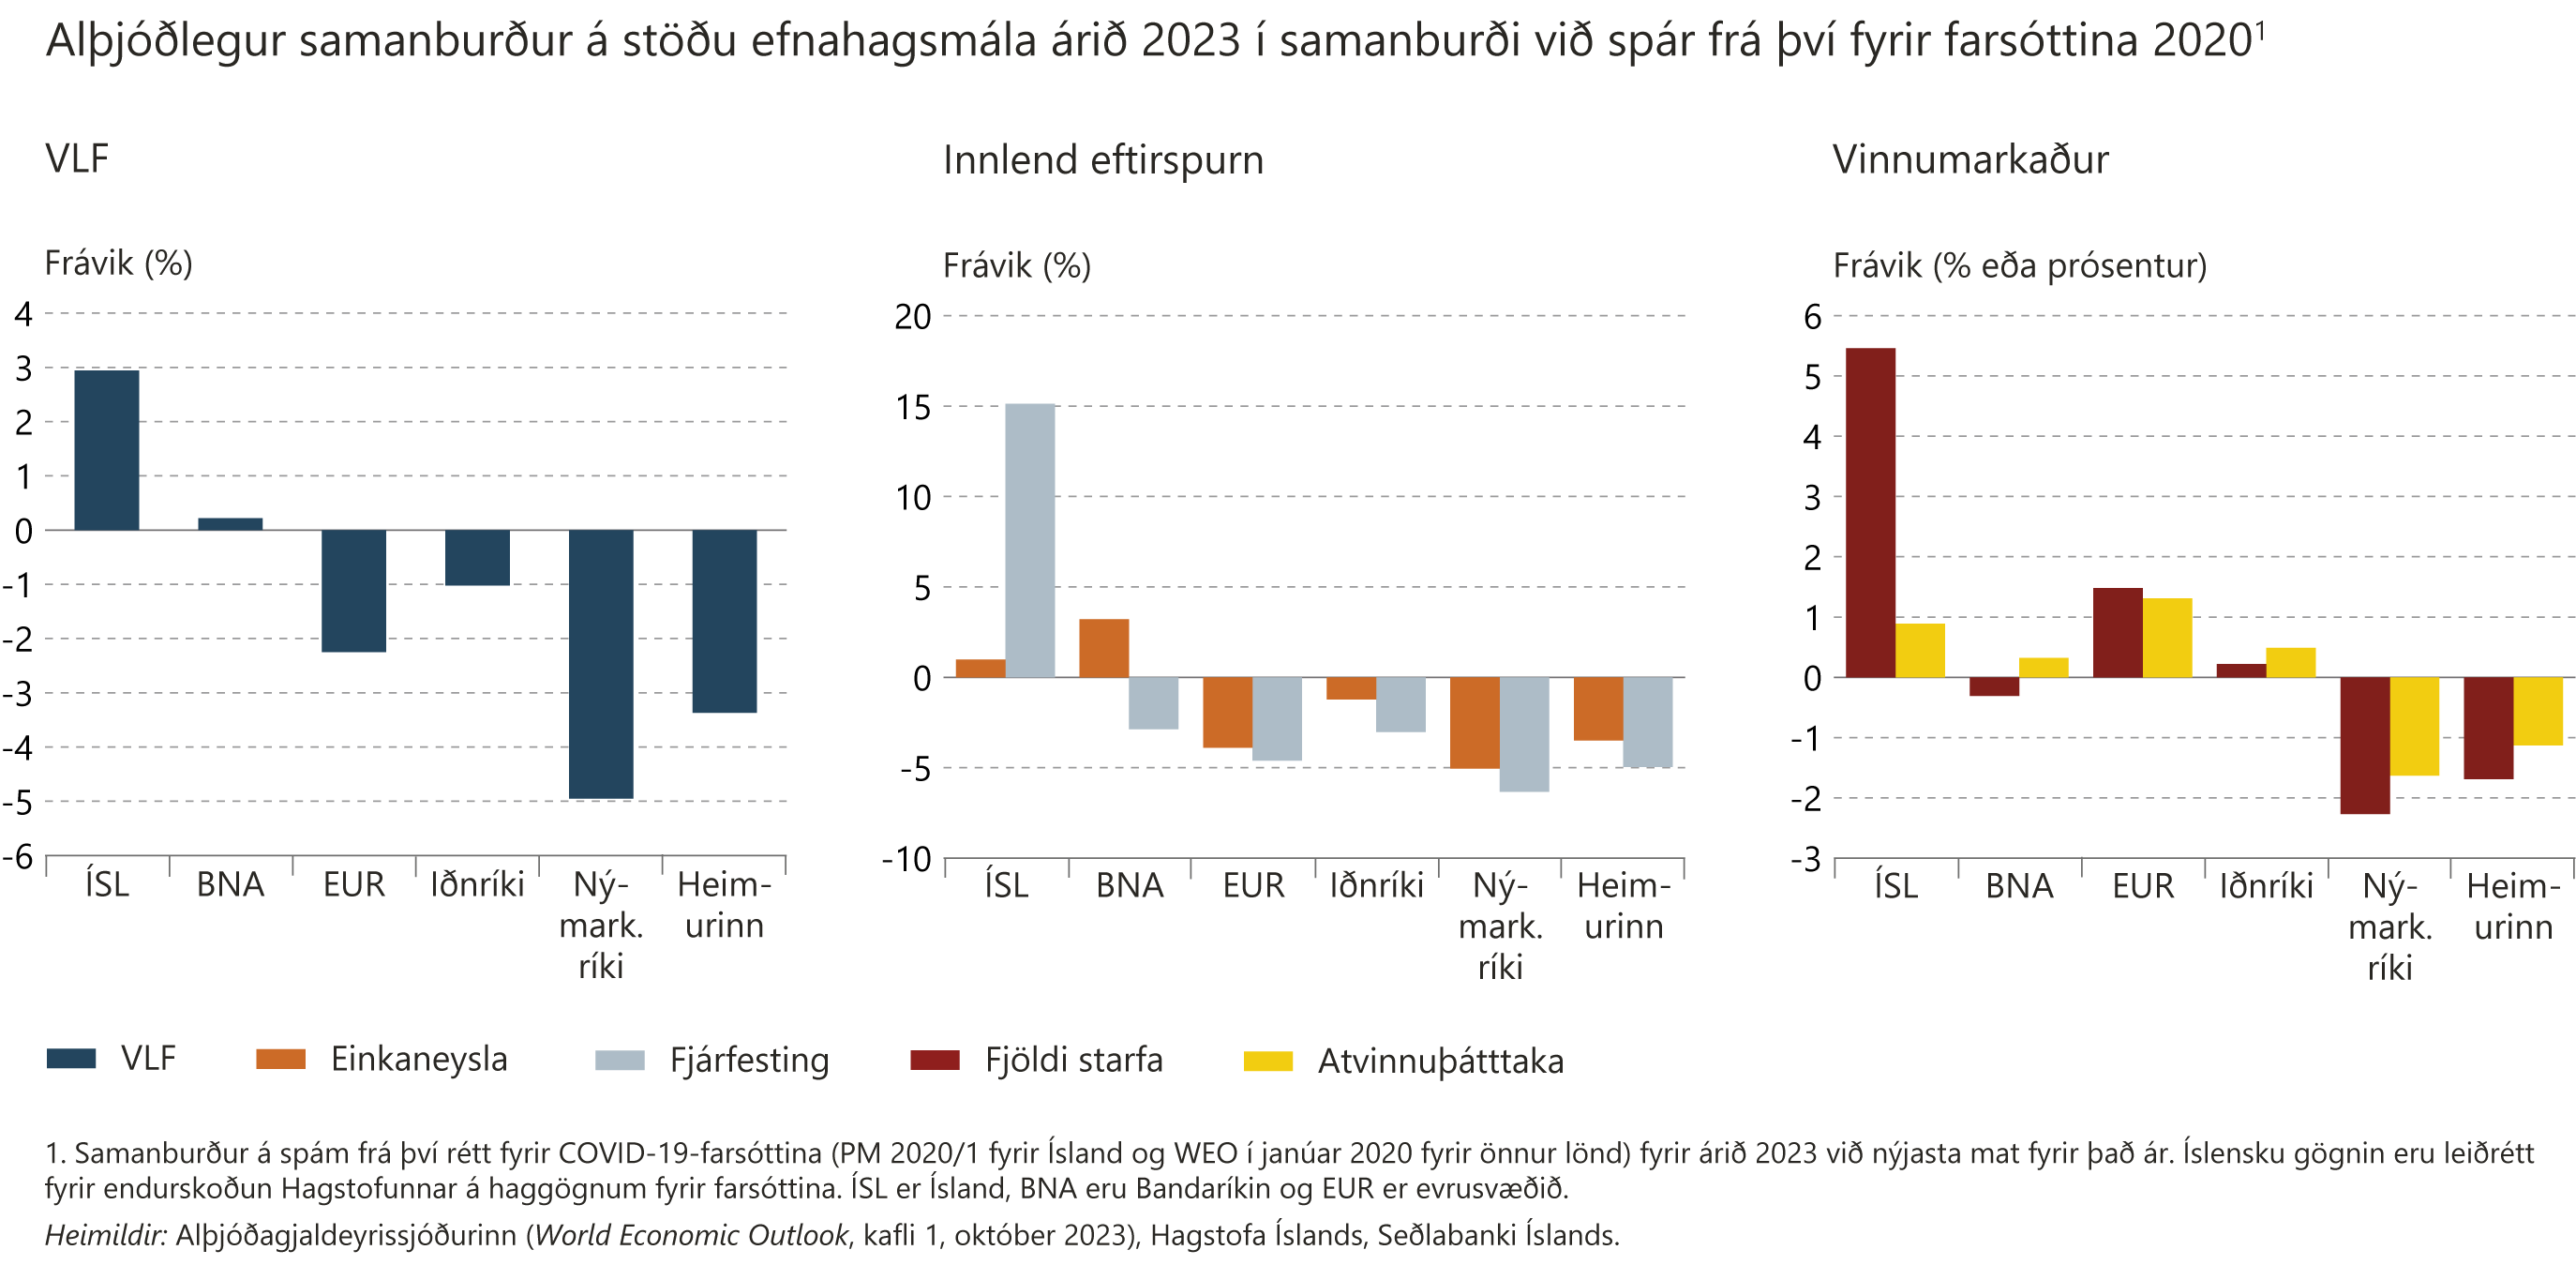 Alþjóðlegur samanburður á stöðu efnahagsmála árið 2023 í samanburði við spár frá því fyrir farsóttina 2020¹
VLF
Frávik (%)
4
3
2
1
0
-1
-2
-3
-4
-5
-6
ÍSL BNA EUR Iðnríki Ný- Heim-
mark. urinn
ríki
Innlend eftirspurn
Frávik (%)
20
15
10
5
0
-5
-10
ÍSL BNA EUR Iðnríki Ný- Heim-
mark. urinn
ríki
Vinnumarkaður
Frávik (% eða prósentur)
6
5
4
3
2
1
0
-1
-2
-3
ÍSL BNA EUR Iðnríki Ný- Heim-
mark. urinn
ríki
VLF Einkaneysla Fjárfesting Fjöldi starfa Atvinnuþátttaka
1. Samanburður á spám frá því rétt fyrir COVID-19-farsóttina (PM 2020/1 fyrir Ísland og WEO í janúar 2020 fyrir önnur lönd) fyrir árið 2023 við nýjasta mat fyrir það ár. Íslensku gögnin eru leiðrétt
fyrir endurskoðun Hagstofunnar á haggögnum fyrir farsóttina. ÍSL er Ísland, BNA eru Bandaríkin og EUR er evrusvæðið.
Heimildir: Alþjóðagjaldeyrissjóðurinn (World Economic Outlook, kafli 1, október 2023), Hagstofa Íslands, Seðlabanki Íslands.